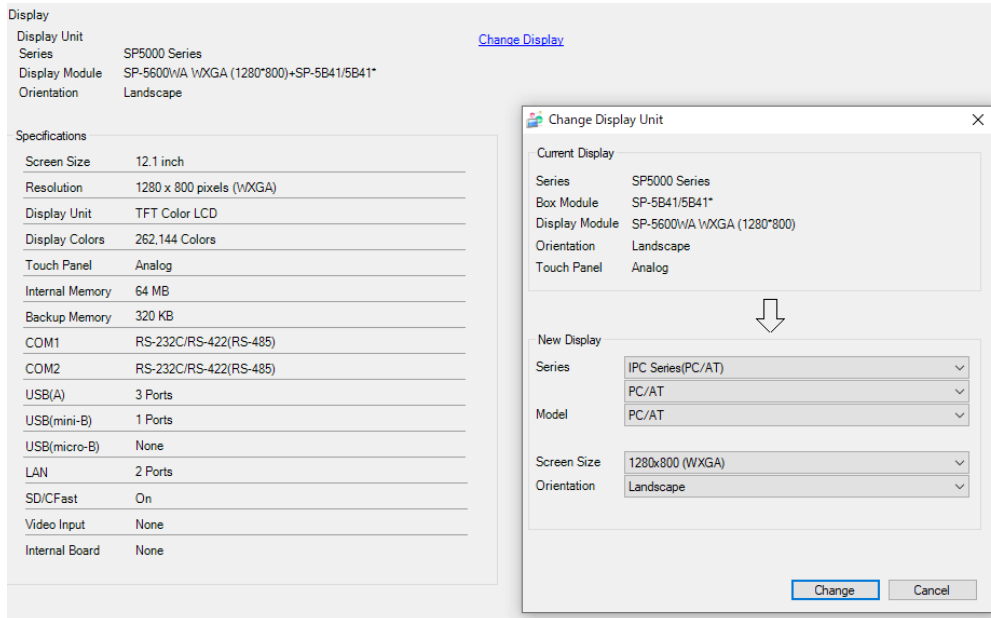 Display
Display Unit
Change Display
Series SP5000 Series
Display Module SP-5600WA WXGA (1280*800)+SP-5B41/5B41*
Orientation Landscape
Specifications
Screen Size 12.1 inch
Resolution 1280 x 800 pixels (WXGA)
Display Unit TFT Color LCD
Display Colors 262,144 Colors
Touch Panel Analog
Internal Memory 64 MB
Backup Memory 320 KB
COM1 RS-232C/RS-422(RS-485)
COM2 RS-232C/RS-422(RS-485)
USB(A) 3 Ports
USB(mini-B) 1 Ports
USB(micro-B) None
LAN 2 Ports
SD/CFast On
Video Input None
Internal Board None
Change Display Unit
Current Display
Series SP5000 Series
Box Module SP-5B41/5B41*
Display Module SP-5600WA WXGA (1280*800)
Orientation Landscape
Touch Panel Analog
New Display
Series IPC Series(PC/AT)
PC/AT
Model PC/AT
Screen Size 1280x800 (WXGA)
Orientation Landscape
Change Cancel